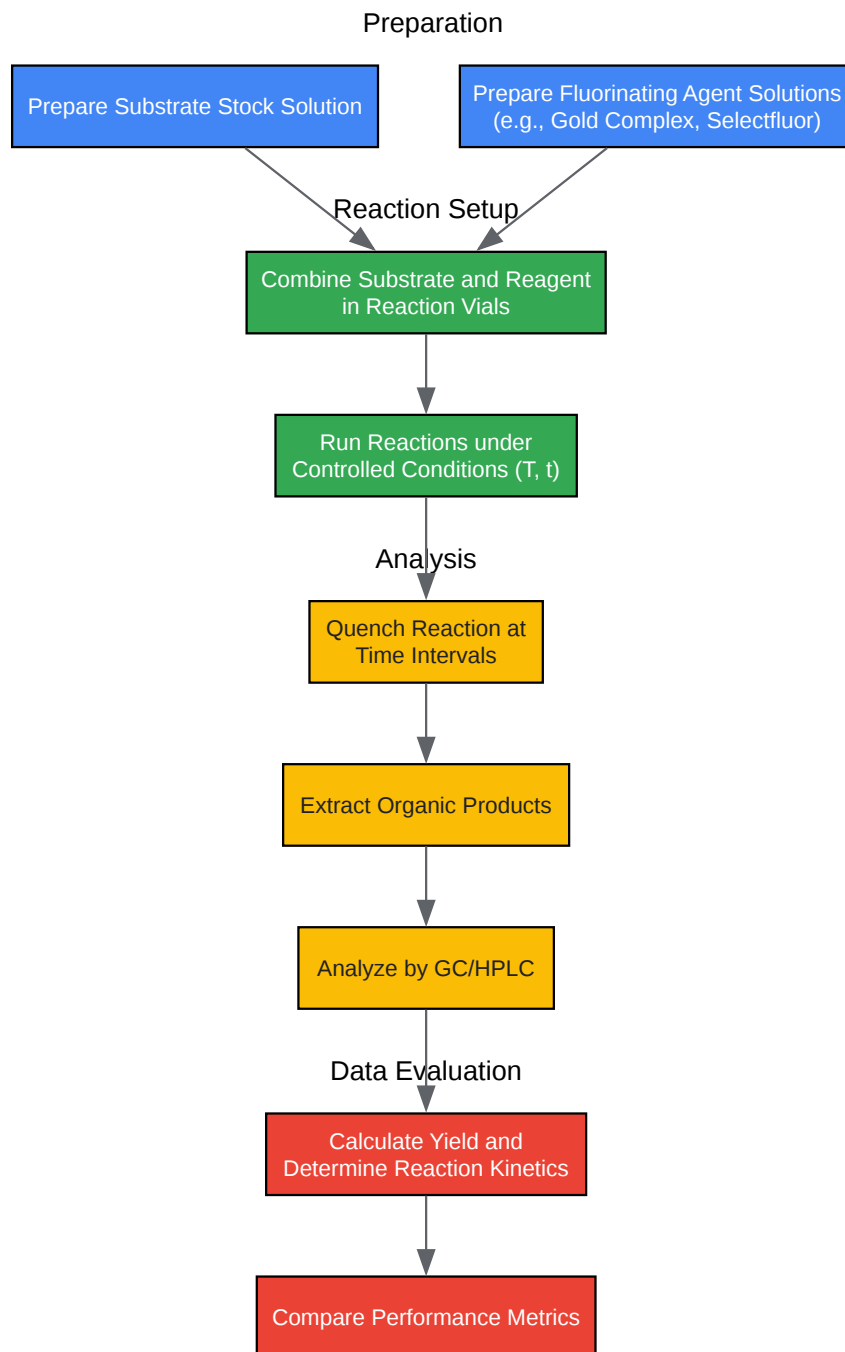 Preparation
Prepare Substrate Stock Solution
Prepare Fluorinating Agent Solutions
(e.g., Gold Complex, Selectfluor)
Reaction Setup
Combine Substrate and Reagent
in Reaction Vials
Run Reactions under
Controlled Conditions (T, t)
Analysis
Quench Reaction at
Time Intervals
Extract Organic Products
Analyze by GC/HPLC
Data Evaluation
Calculate Yield and
Determine Reaction Kinetics
Compare Performance Metrics